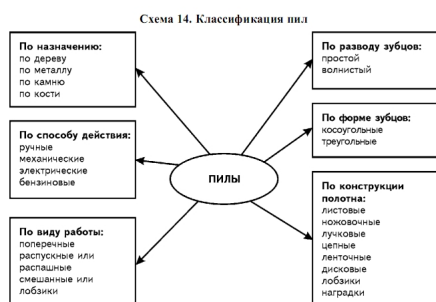 Схема 14. Классификация пил
По назначению:
по дереву
по металлу
по камню
по кости
По способу действия:
ручные
механические
электрические
бензиновые
По виду работы:
поперечные
распускные или
распашные
смешанные или
лобзики
ПИЛЫ
По разводу зубцов:
простой
волнистый
По форме зубцов:
косоугольные
треугольные
По конструкции
полотна:
листовые
ножовочные
лучковые
цепные
ленточные
дисковые
лобзики
наградки